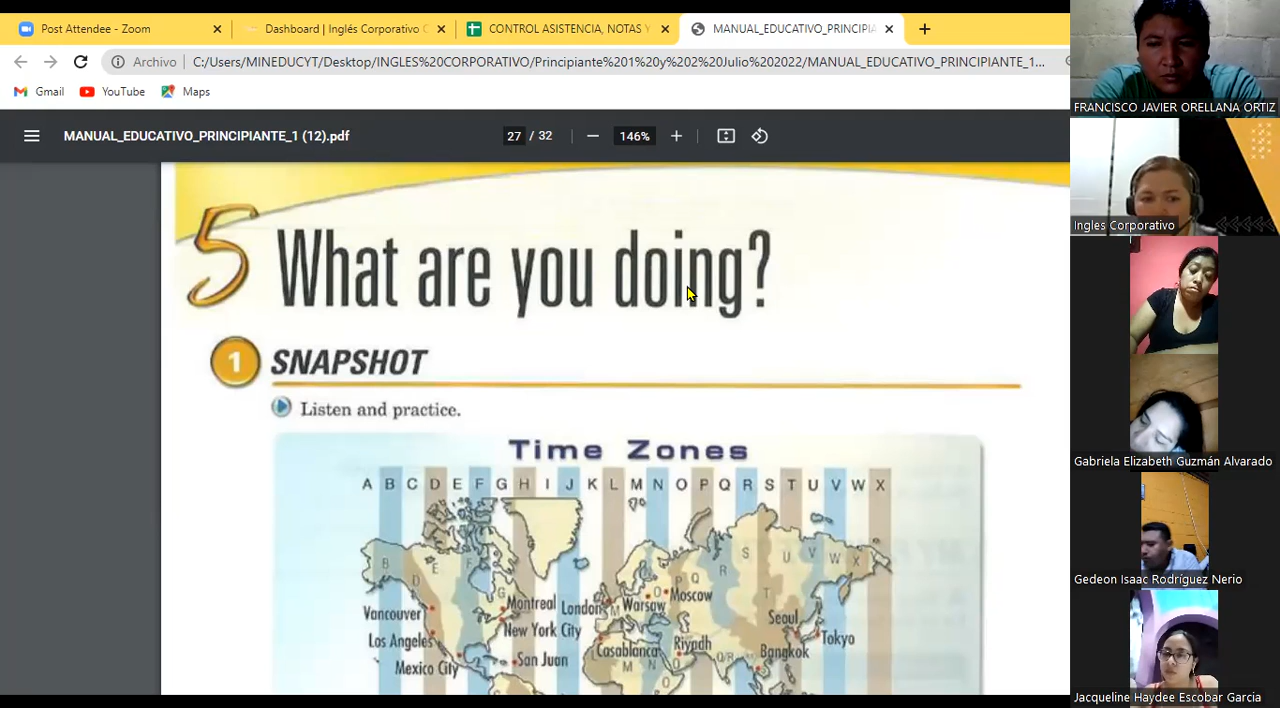 Post Attendee - Zoom
Dashboard | Inglés Corporativo
CONTROL ASISTENCIA, NOTAS Y
MANUAL_EDUCATIVO_PRINCIPIA
Archivo
C:/Users/MINEDUCYT/Desktop/INGLES%20CORPORATIVO/Principiante%201%20y%202%20Julio%202022/MANUAL_EDUCATIVO_PRINCIPIANTE_1...
Gmail
YouTube
Maps
MANUAL_EDUCATIVO_PRINCIPIANTE_1 (12).pdf
27 / 32
146%
5 What are you doing?
1 SNAPSHOT
Listen and practice.
Time Zones
A B C D E F G H I J K L M N O P Q R S T U V W X
B D E F G M N O P Q R S T U V W X
Vancouver
Montreal
London
Warsaw
Moscow
Los Angeles
New York City
Casablanca
Riyadh
Seoul
Tokyo
Mexico City
San Juan
Bangkok
M N O Q/R
FRANCISCO JAVIER ORELLANA ORTIZ
Ingles Corporativo
Gabriela Elizabeth Guzmán Alvarado
Gedeon Isaac Rodríguez Nerio
Jacqueline Haydee Escobar Garcia